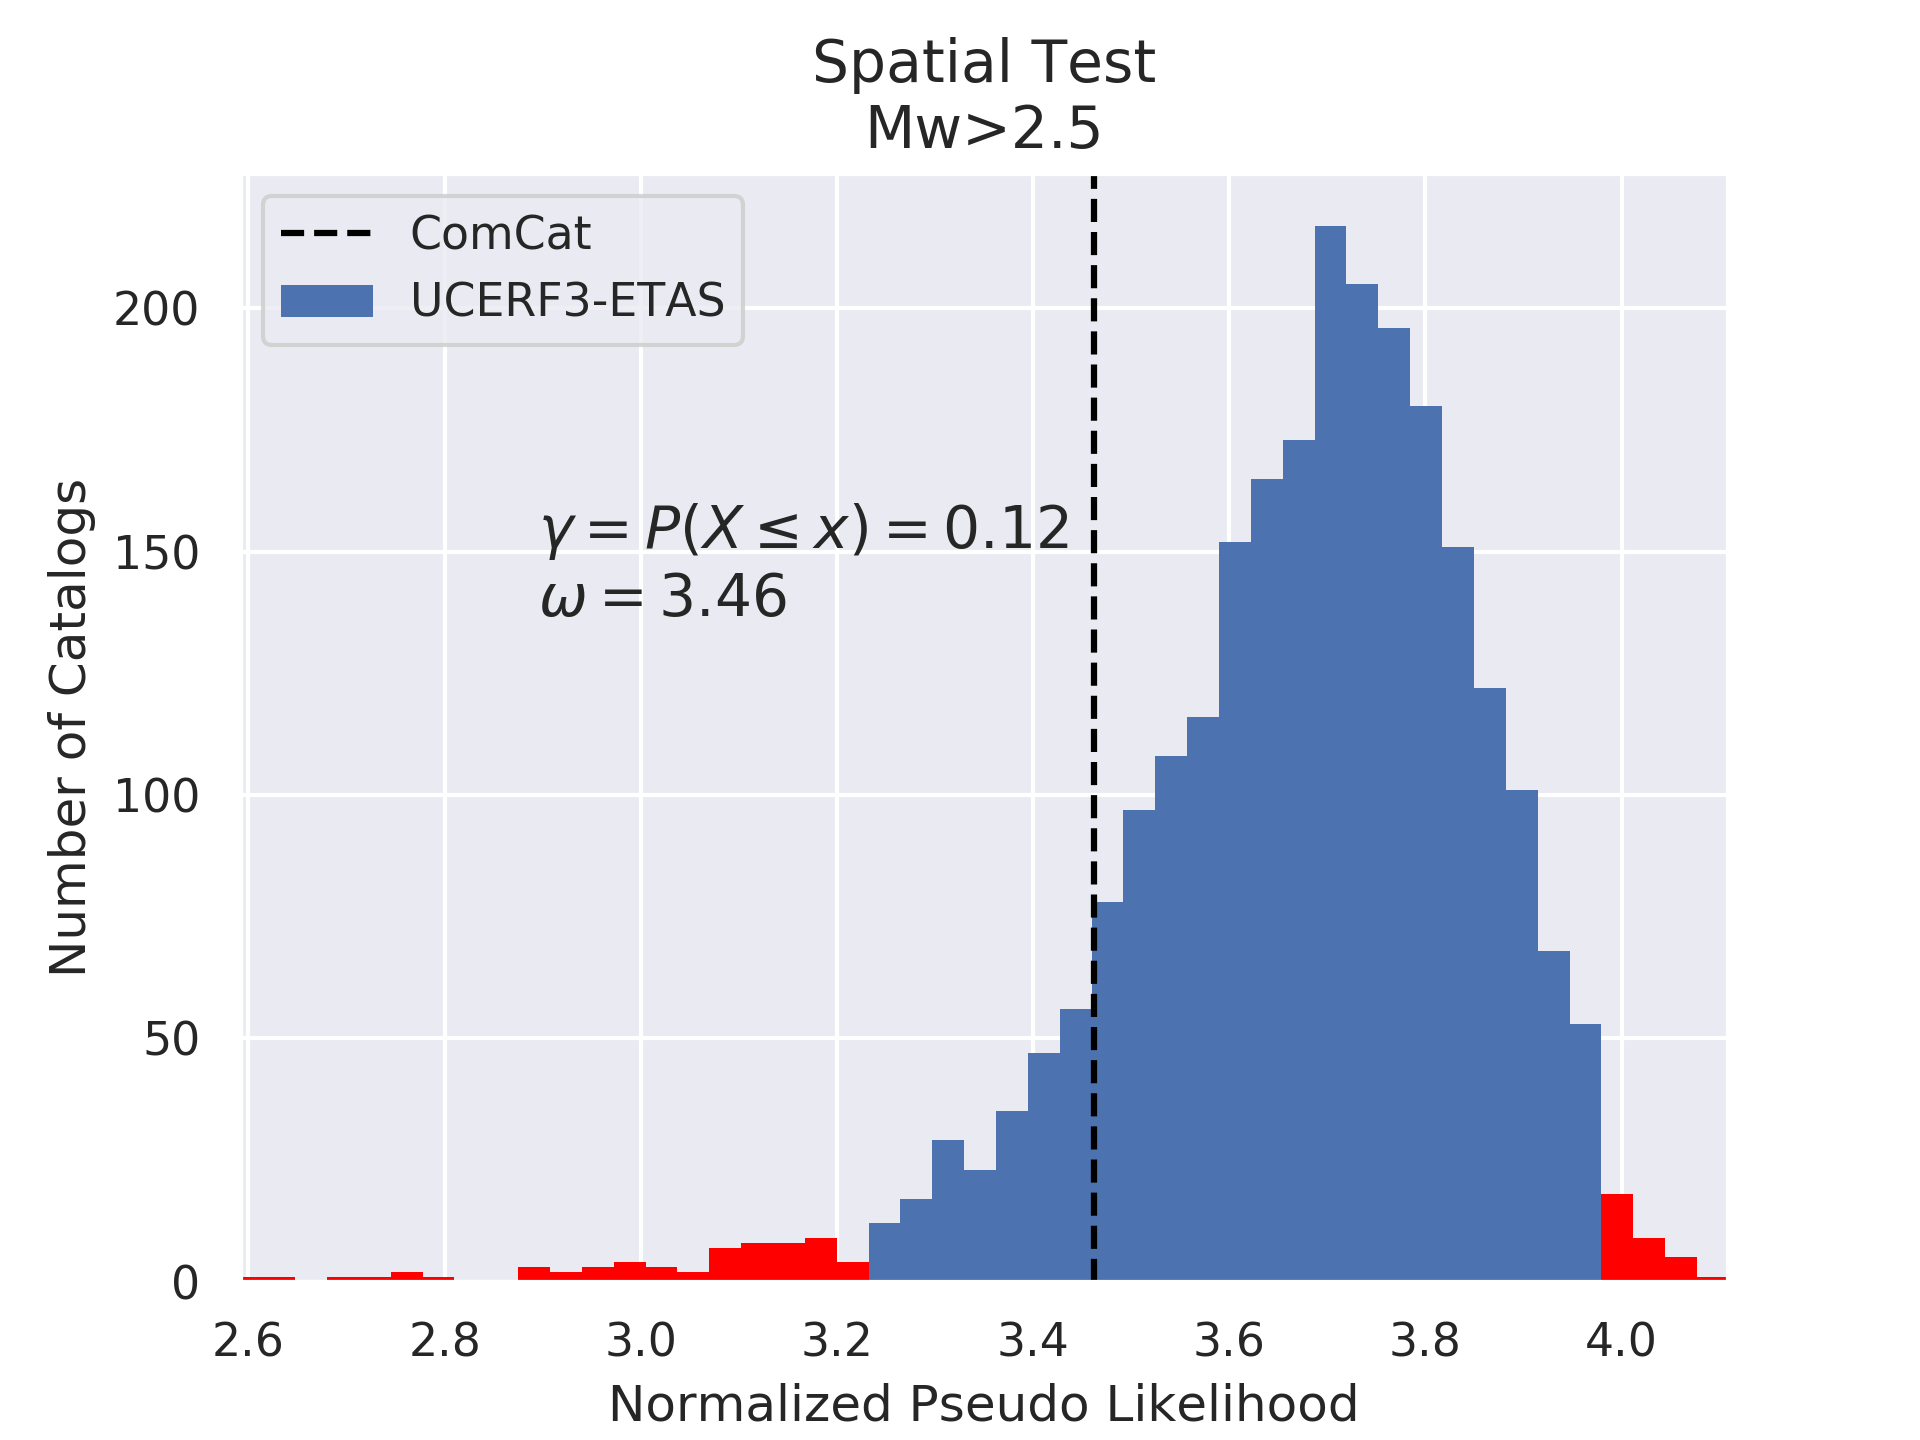 Spatial Test
Mw>2.5
ComCat
UCERF3-ETAS
γ = P(X ≤ x) = 0.12
ω = 3.46
Number of Catalogs
200
150
100
50
0
2.6 2.8 3.0 3.2 3.4 3.6 3.8 4.0
Normalized Pseudo Likelihood